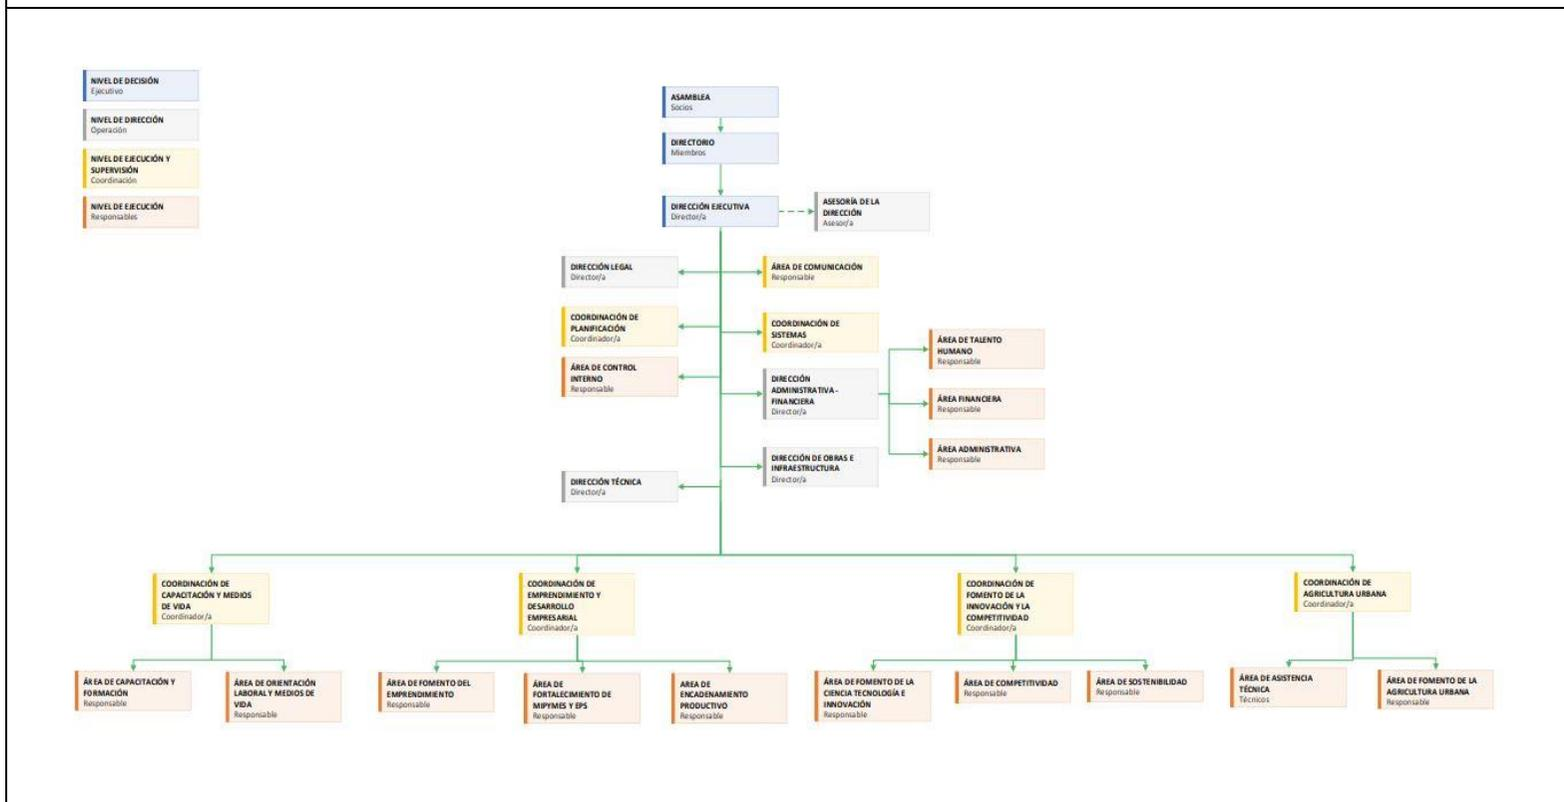 NIVEL DE DECISIÓN
Ejecutivo
NIVEL DE DIRECCIÓN
Operación
NIVEL DE EJECUCIÓN Y
SUPERVISIÓN
Coordinación
NIVEL DE EJECUCIÓN
Responsables
ASAMBLEA
Socios
DIRECTORIO
Miembros
DIRECCIÓN EJECUTIVA
Director/a
ASESORÍA DE LA
DIRECCIÓN
Asesor/a
DIRECCIÓN LEGAL
Director/a
ÁREA DE COMUNICACIÓN
Responsable
COORDINACIÓN DE
PLANIFICACIÓN
Coordinador/a
COORDINACIÓN DE
SISTEMAS
Coordinador/a
ÁREA DE CONTROL
INTERNO
Responsable
DIRECCIÓN
ADMINISTRATIVA -
FINANCIERA
Director/a
ÁREA DE TALENTO
HUMANO
Responsable
ÁREA FINANCIERA
Responsable
ÁREA ADMINISTRATIVA
Responsable
DIRECCIÓN DE OBRAS E
INFRAESTRUCTURA
Director/a
DIRECCIÓN TÉCNICA
Director/a
COORDINACIÓN DE
CAPACITACIÓN Y MEDIOS
DE VIDA
Coordinador/a
COORDINACIÓN DE
EMPRENDIMIENTO Y
DESARROLLO
EMPRESARIAL
Coordinador/a
COORDINACIÓN DE
FOMENTO DE LA
INNOVACIÓN Y LA
COMPETITIVIDAD
Coordinador/a
COORDINACIÓN DE
AGRICULTURA URBANA
Coordinador/a
ÁREA DE CAPACITACIÓN Y
FORMACIÓN
Responsable
ÁREA DE ORIENTACIÓN
LABORAL Y MEDIOS DE
VIDA
Responsable
ÁREA DE FOMENTO DEL
EMPRENDIMIENTO
Responsable
ÁREA DE
FORTALECIMIENTO DE
MIPYMES Y EPS
Responsable
AREA DE
ENCADENAMIENTO
PRODUCTIVO
Responsable
ÁREA DE FOMENTO DE LA
CIENCIA TECNOLOGÍA E
INNOVACIÓN
Responsable
ÁREA DE COMPETITIVIDAD
Responsable
ÁREA DE SOSTENIBILIDAD
Responsable
ÁREA DE ASISTENCIA
TÉCNICA
Técnicos
ÁREA DE FOMENTO DE LA
AGRICULTURA URBANA
Responsable